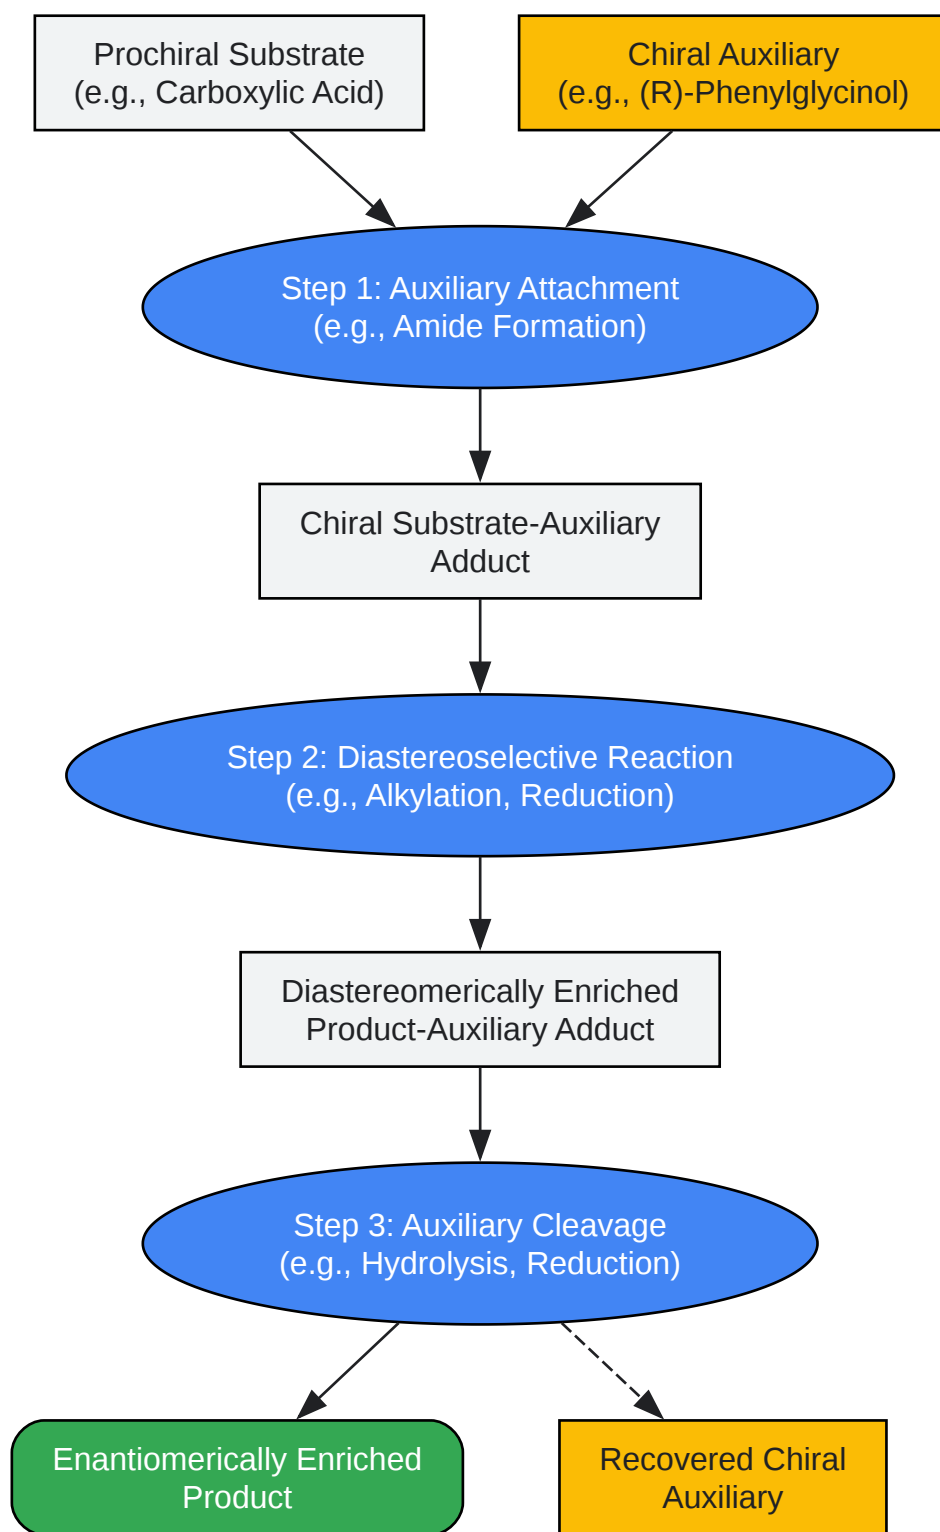 Prochiral Substrate
(e.g., Carboxylic Acid)
Chiral Auxiliary
(e.g., (R)-Phenylglycinol)
Step 1: Auxiliary Attachment
(e.g., Amide Formation)
Chiral Substrate-Auxiliary
Adduct
Step 2: Diastereoselective Reaction
(e.g., Alkylation, Reduction)
Diastereomerically Enriched
Product-Auxiliary Adduct
Step 3: Auxiliary Cleavage
(e.g., Hydrolysis, Reduction)
Enantiomerically Enriched
Product
Recovered Chiral
Auxiliary